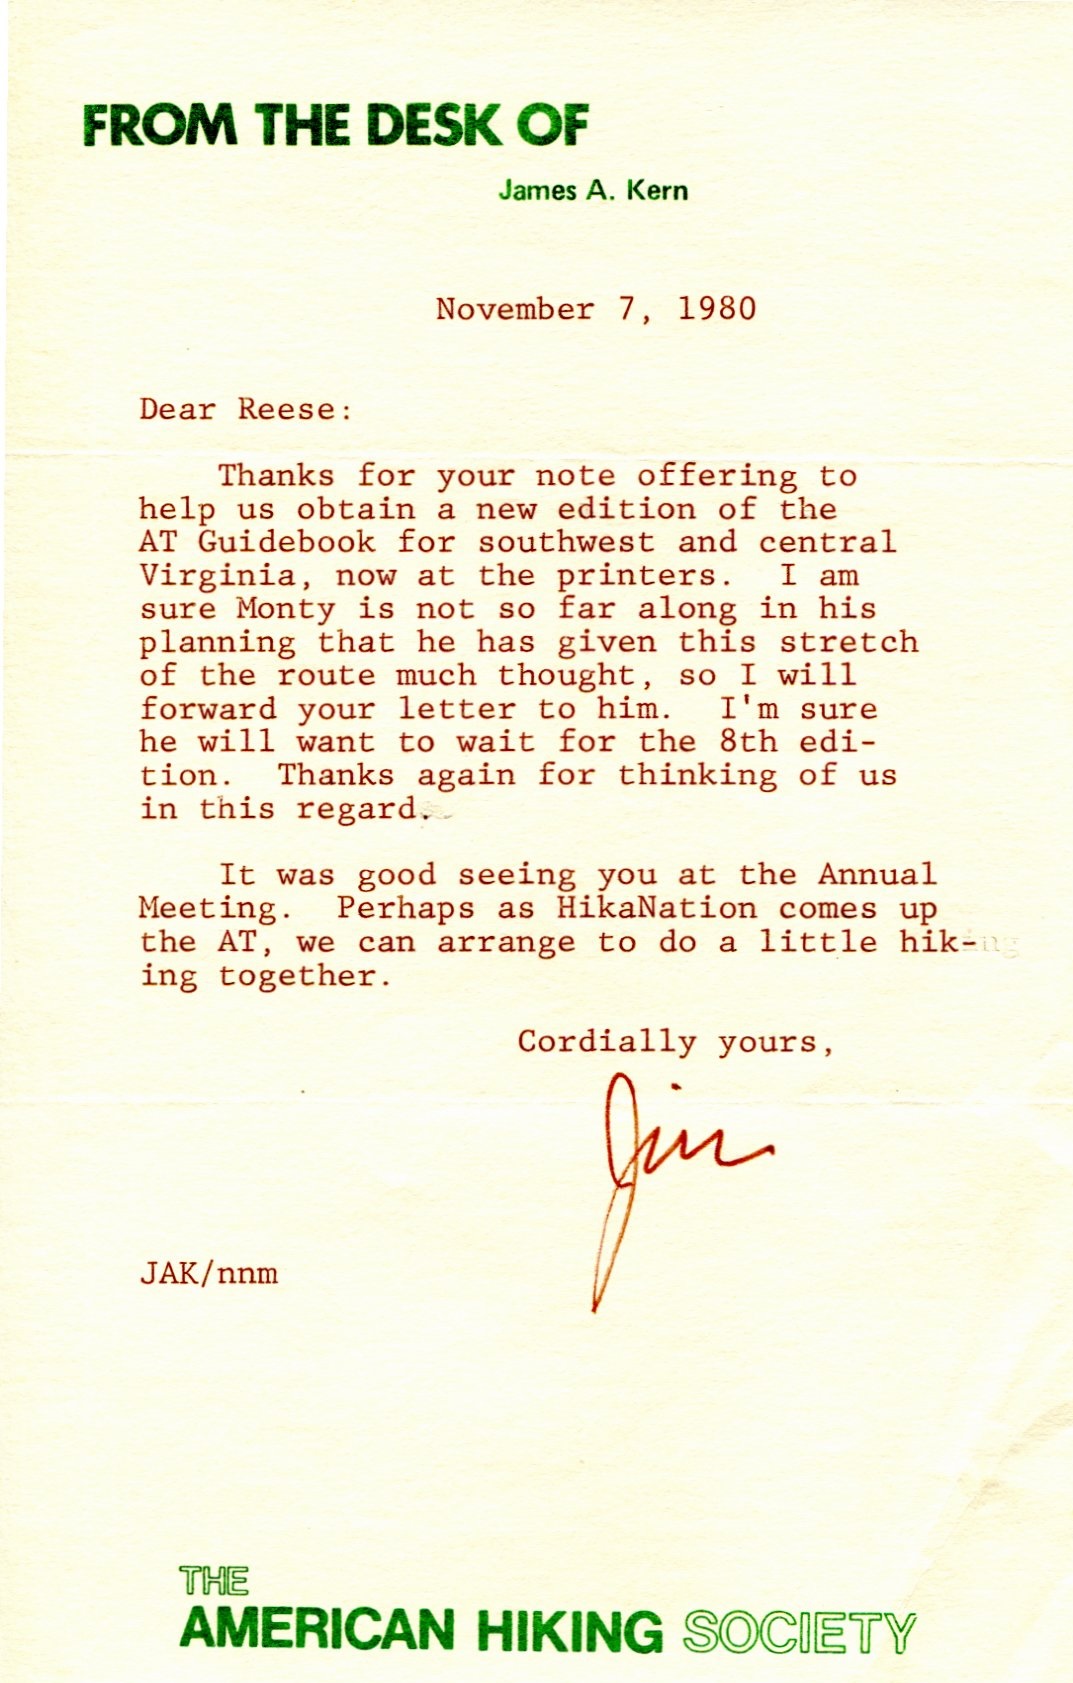 FROM THE DESK OF
James A. Kern
November 7, 1980
Dear Reese:
Thanks for your note offering to
help us obtain a new edition of the
AT Guidebook for southwest and central
Virginia, now at the printers.  I am
sure Monty is not so far along in his
planning that he has given this stretch
of the route much thought, so I will
forward your letter to him.  I'm sure
he will want to wait for the 8th edi-
tion.  Thanks again for thinking of us
in this regard.
It was good seeing you at the Annual
Meeting.  Perhaps as HikaNation comes up
the AT, we can arrange to do a little hik-
ing together.
Cordially yours,
Jim
JAK/nnm
THE
AMERICAN HIKING SOCIETY